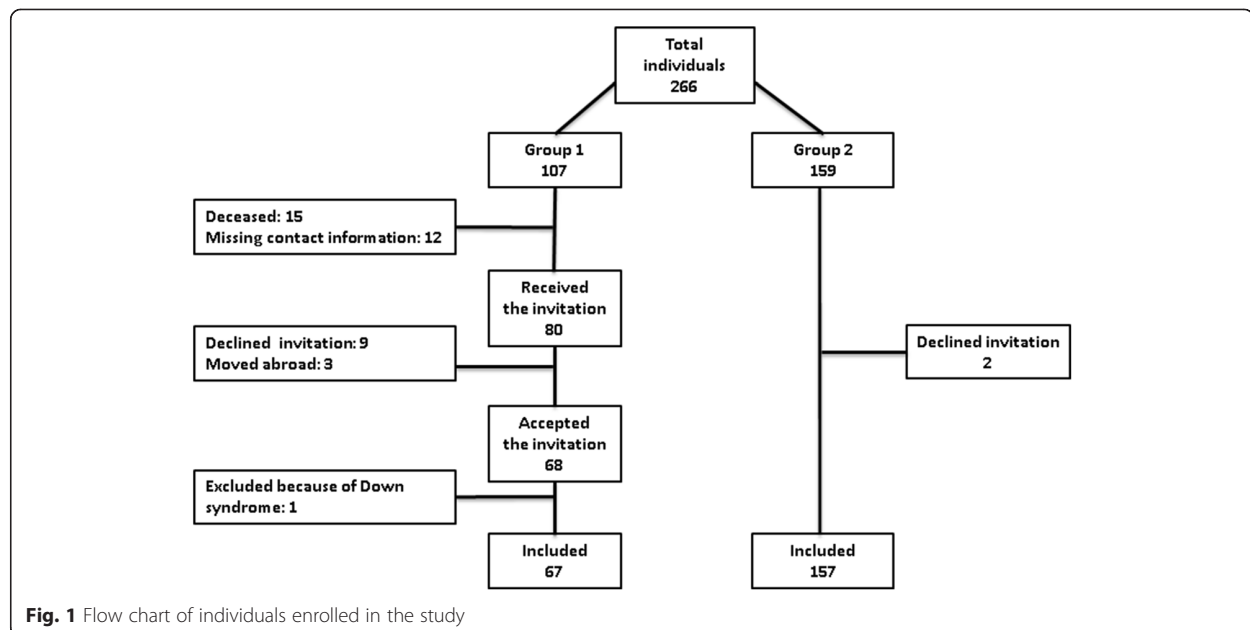 Total
individuals
266
Group 1
107
Group 2
159
Deceased: 15
Missing contact information: 12
Received
the invitation
80
Declined invitation: 9
Moved abroad: 3
Declined invitation
2
Accepted
the invitation
68
Excluded because of Down
syndrome: 1
Included
67
Included
157
Fig. 1 Flow chart of individuals enrolled in the study